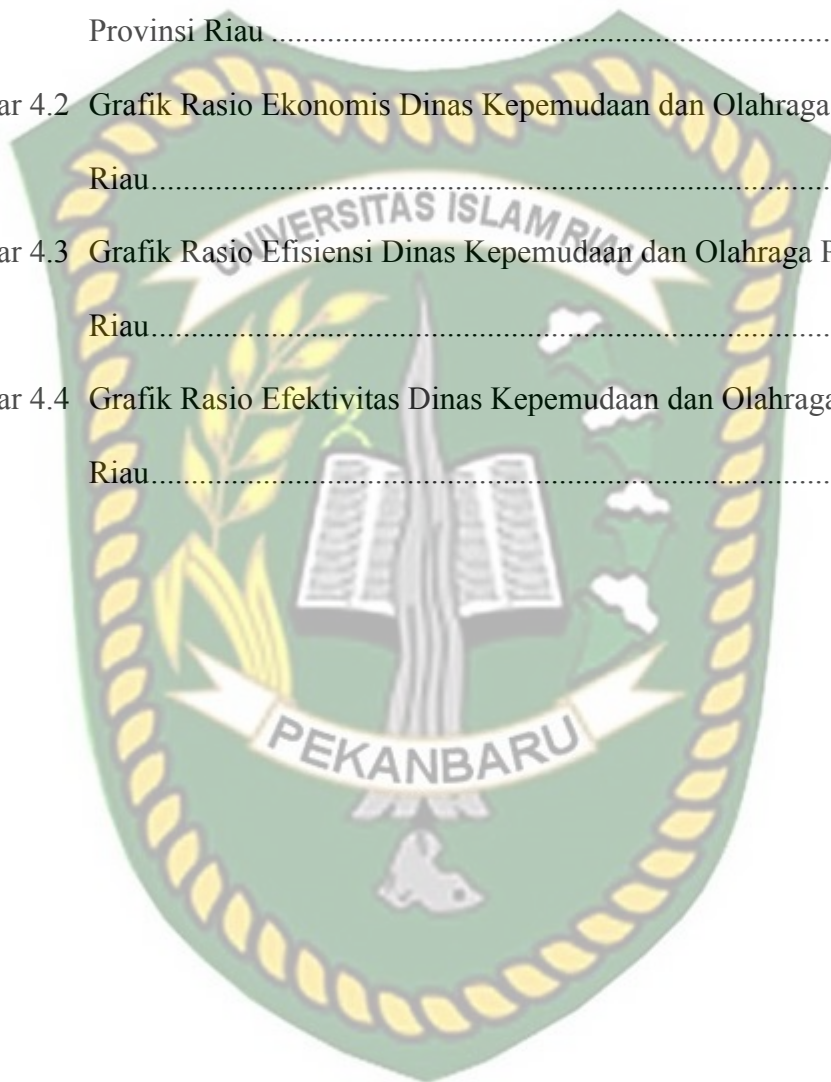 Provinsi Riau ...........................................................
ar 4.2 Grafik Rasio Ekonomis Dinas Kepemudaan dan Olahraga
Riau........................................................................
UNIVERSITAS ISLAM RIAU
ar 4.3 Grafik Rasio Efisiensi Dinas Kepemudaan dan Olahraga P
Riau........................................................................
ar 4.4 Grafik Rasio Efektivitas Dinas Kepemudaan dan Olahraga
Riau........................................................................
PEKANBARU